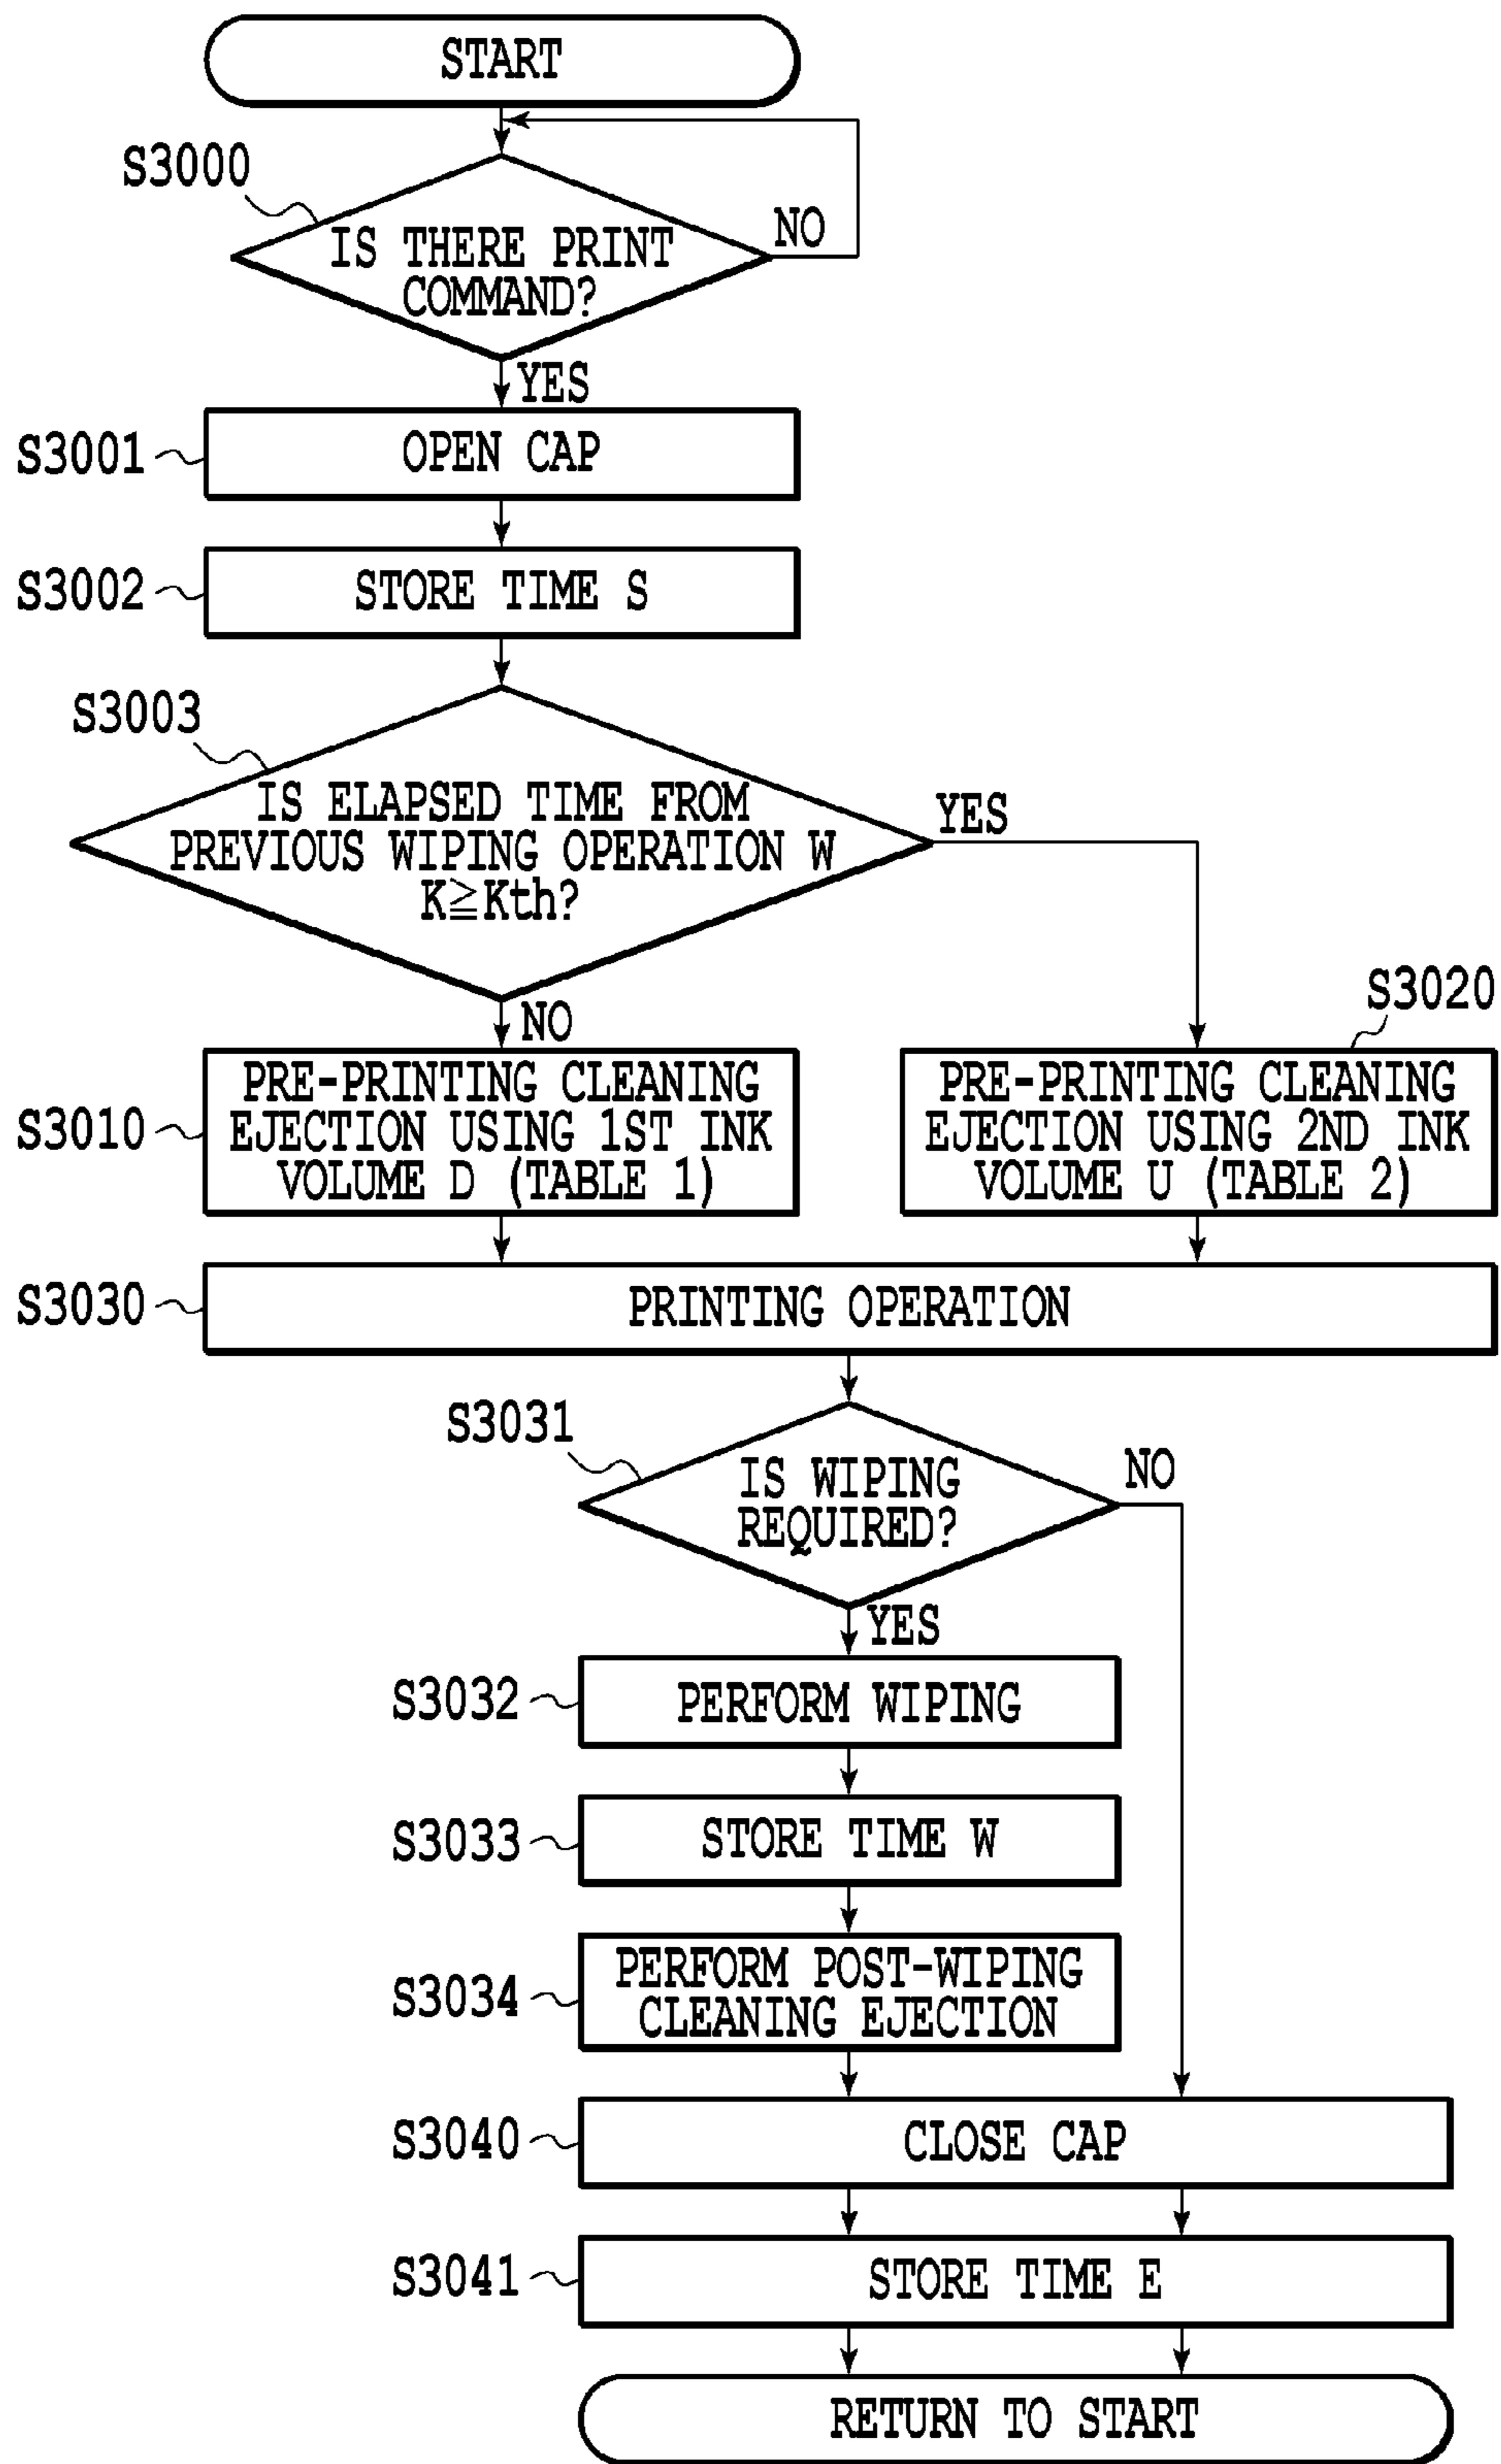 START
S3000
IS THERE PRINT
COMMAND?
NO
YES
S3001
OPEN CAP
S3002
STORE TIME S
S3003
IS ELAPSED TIME FROM
PREVIOUS WIPING OPERATION W
K≧Kth?
YES
NO
S3020
S3010
PRE-PRINTING CLEANING
EJECTION USING 1ST INK
VOLUME D (TABLE 1)
PRE-PRINTING CLEANING
EJECTION USING 2ND INK
VOLUME U (TABLE 2)
S3030
PRINTING OPERATION
S3031
IS WIPING
REQUIRED?
NO
YES
S3032
PERFORM WIPING
S3033
STORE TIME W
S3034
PERFORM POST-WIPING
CLEANING EJECTION
S3040
CLOSE CAP
S3041
STORE TIME E
RETURN TO START